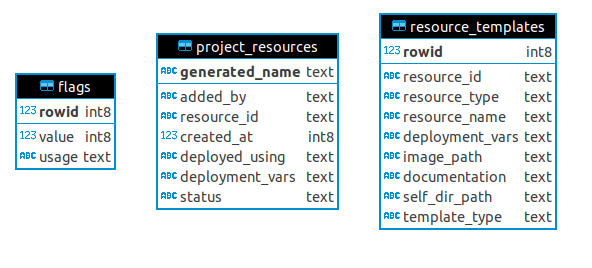 flags
123 rowid int8
123 value int8
ABC usage text
project_resources
ABC generated_name text
ABC added_by text
ABC resource_id text
123 created_at int8
ABC deployed_using text
ABC deployment_vars text
ABC status text
resource_templates
123 rowid int8
ABC resource_id text
ABC resource_type text
ABC resource_name text
ABC deployment_vars text
ABC image_path text
ABC documentation text
ABC self_dir_path text
ABC template_type text